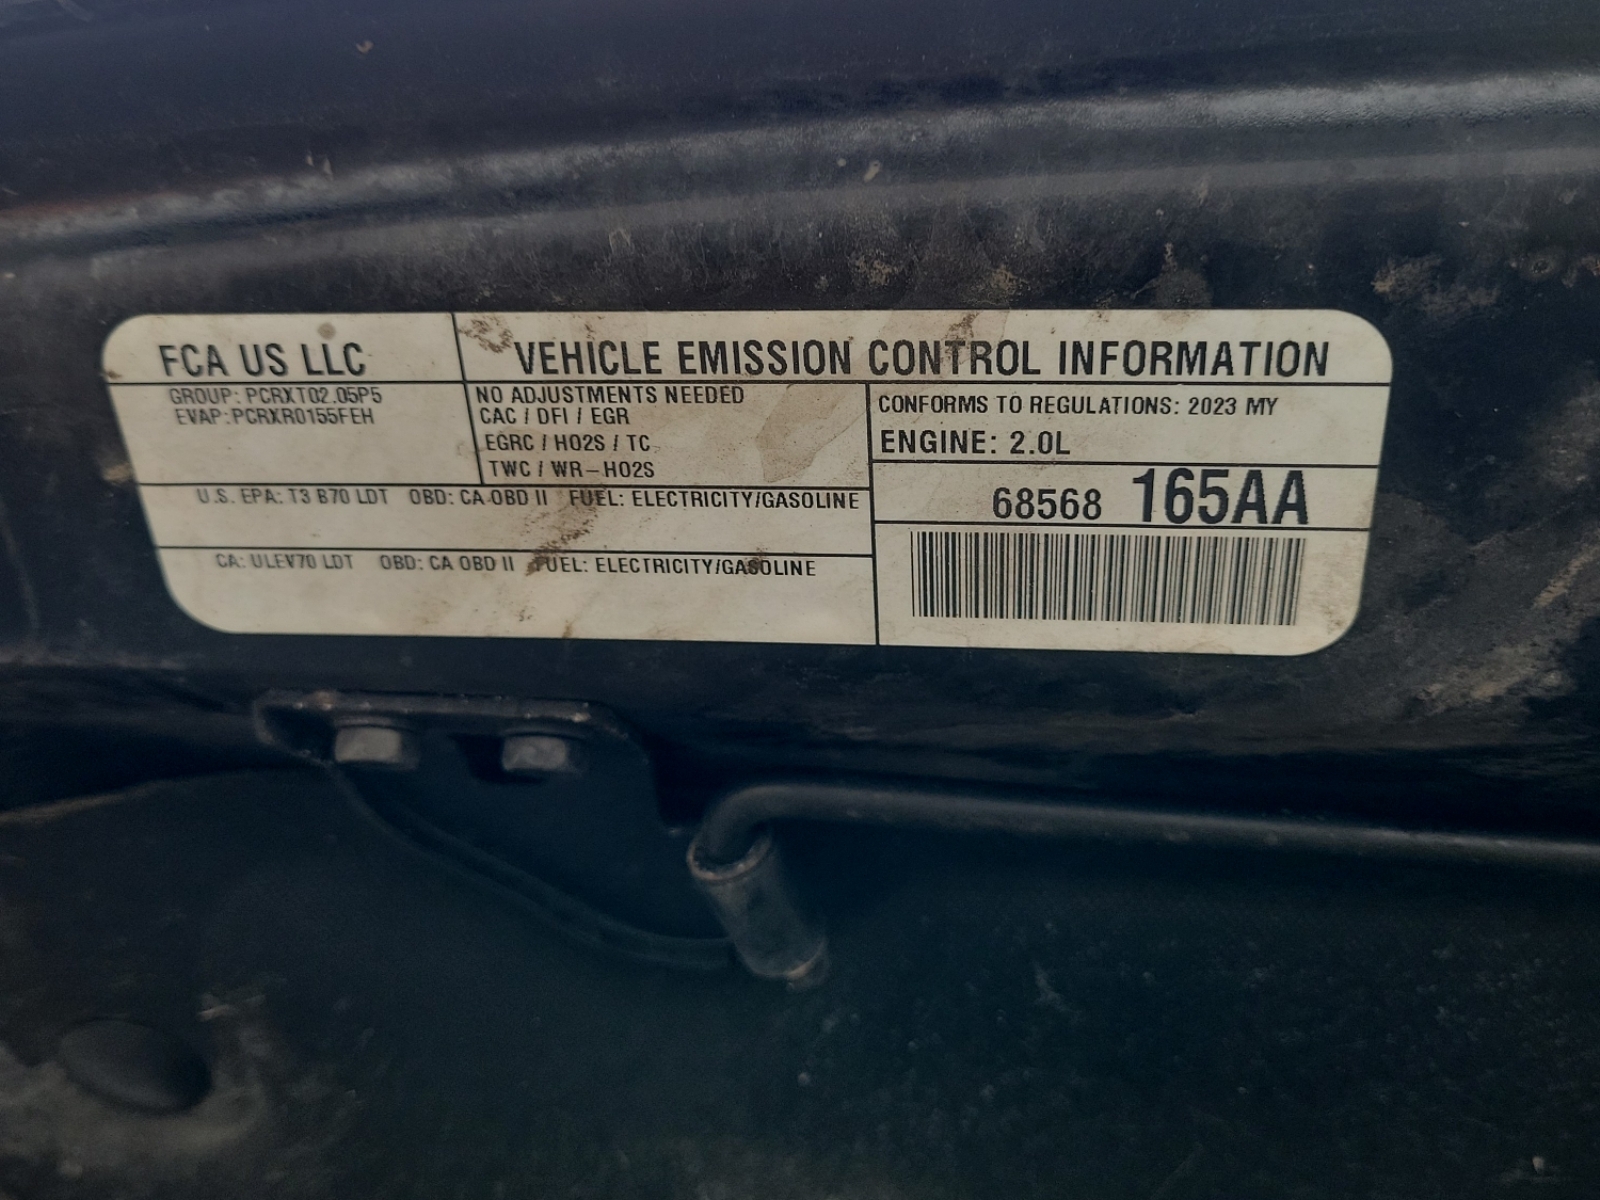 FCA US LLC
VEHICLE EMISSION CONTROL INFORMATION
GROUP: PCRXT02.05P5
EVAP:PCRXR0155FEH
NO ADJUSTMENTS NEEDED
CAC / DFI / EGR
EGRC / HO2S / TC
TWC / WR-HO2S
CONFORMS TO REGULATIONS: 2023 MY
ENGINE: 2.0L
68568 165AA
U.S. EPA: T3 B70 LDT OBD: CA OBD II FUEL: ELECTRICITY/GASOLINE
CA: ULEV70 LDT OBD: CA OBD II FUEL: ELECTRICITY/GASOLINE